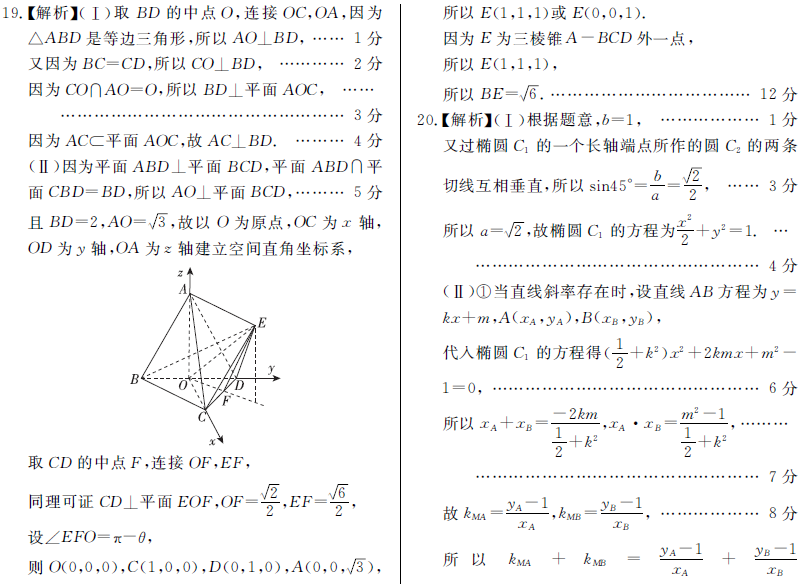 19.【解析】(Ⅰ)取 BD 的中点 O,连接 OC,OA,因为
△ABD 是等边三角形,所以 AO⊥BD, …… 1分
又因为 BC=CD,所以 CO⊥BD, ………… 2分
因为 CO∩AO=O,所以 BD⊥平面 AOC, ……
………………………………………… 3分
因为 AC⊂平面 AOC,故 AC⊥BD. ……… 4分
(Ⅱ)因为平面 ABD⊥平面 BCD,平面 ABD∩平
面 CBD=BD,所以 AO⊥平面 BCD,……… 5分
且 BD=2,AO=√3,故以 O 为原点,OC 为 x 轴,
OD 为 y 轴,OA 为 z 轴建立空间直角坐标系,
z
A
E
y
B
O
D
F
C
x
取 CD 的中点 F,连接 OF,EF,
同理可证 CD⊥平面 EOF,OF=√2/2,EF=√6/2,
设∠EFO=π−θ,
则 O(0,0,0),C(1,0,0),D(0,1,0),A(0,0,√3),
所以 E(1,1,1)或 E(0,0,1).
因为 E 为三棱锥 A−BCD 外一点,
所以 E(1,1,1),
所以 BE=√6. …………………………… 12分
20.【解析】(Ⅰ)根据题意,b=1, ……………… 1分
又过椭圆 C₁ 的一个长轴端点所作的圆 C₂ 的两条
切线互相垂直,所以 sin45°=b/a=√2/2, …… 3分
所以 a=√2,故椭圆 C₁ 的方程为x²/2+y²=1. …
………………………………………… 4分
(Ⅱ)①当直线斜率存在时,设直线 AB 方程为 y=
kx+m,A(x_A,y_A),B(x_B,y_B),
代入椭圆 C₁ 的方程得(1/2+k²)x²+2kmx+m²−
1=0, ……………………………………… 6分
所以 x_A+x_B=−2km/(1/2+k²),x_A·x_B=(m²−1)/(1/2+k²),………
………………………………………… 7分
故 k_MA=(y_A−1)/x_A,k_MB=(y_B−1)/x_B, ……………… 8分
所以 k_MA + k_MB = (y_A−1)/x_A + (y_B−1)/x_B